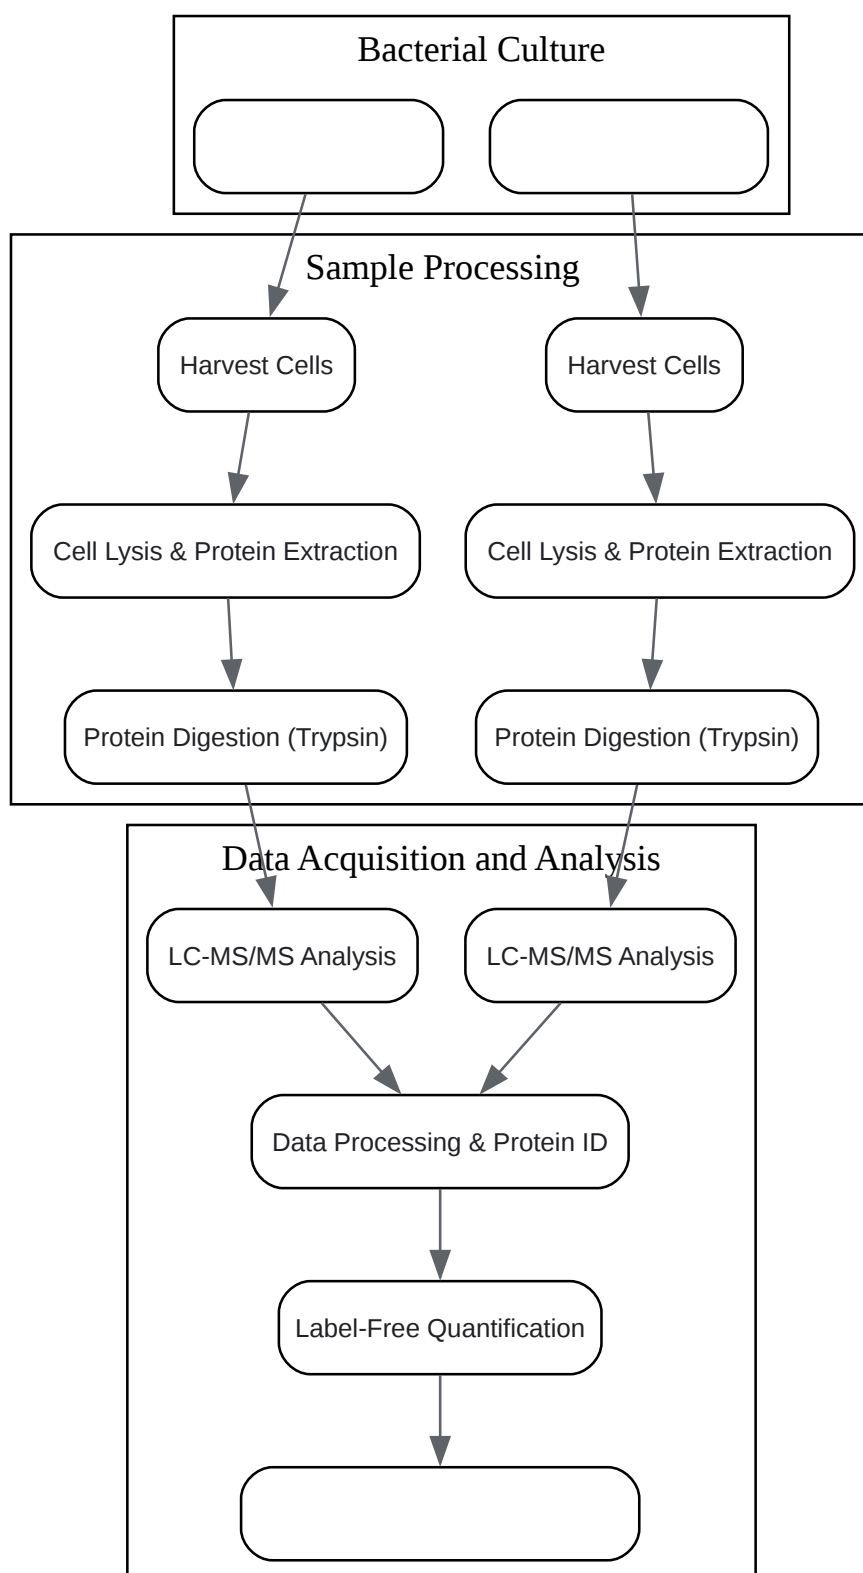 Bacterial Culture
Sample Processing
Harvest Cells
Harvest Cells
Cell Lysis & Protein Extraction
Cell Lysis & Protein Extraction
Protein Digestion (Trypsin)
Protein Digestion (Trypsin)
Data Acquisition and Analysis
LC-MS/MS Analysis
LC-MS/MS Analysis
Data Processing & Protein ID
Label-Free Quantification